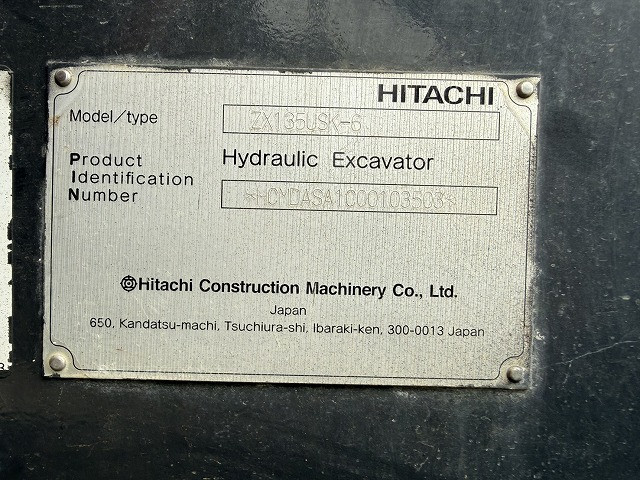 HITACHI
Model/type ZX135USK-6
Product Identification Number
Hydraulic Excavator
*HCMDASA1000103503*
Hitachi Construction Machinery Co., Ltd.
Japan
650, Kandatsu-machi, Tsuchiura-shi, Ibaraki-ken, 300-0013 Japan